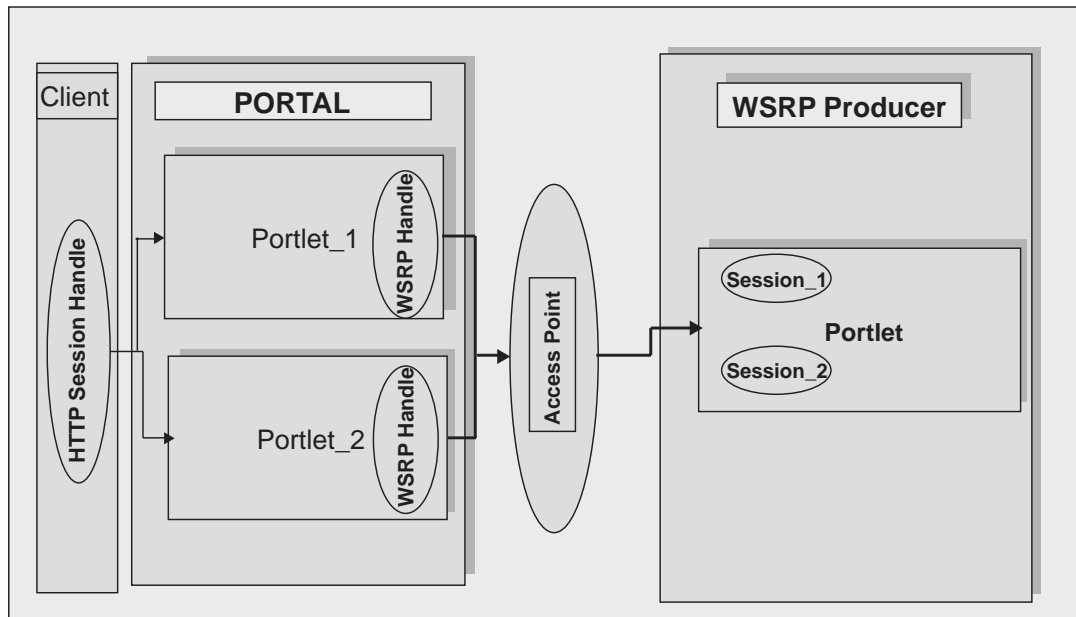 Client
HTTP Session Handle
PORTAL
Portlet_1
WSRP Handle
Portlet_2
WSRP Handle
Access Point
WSRP Producer
Session_1
Portlet
Session_2